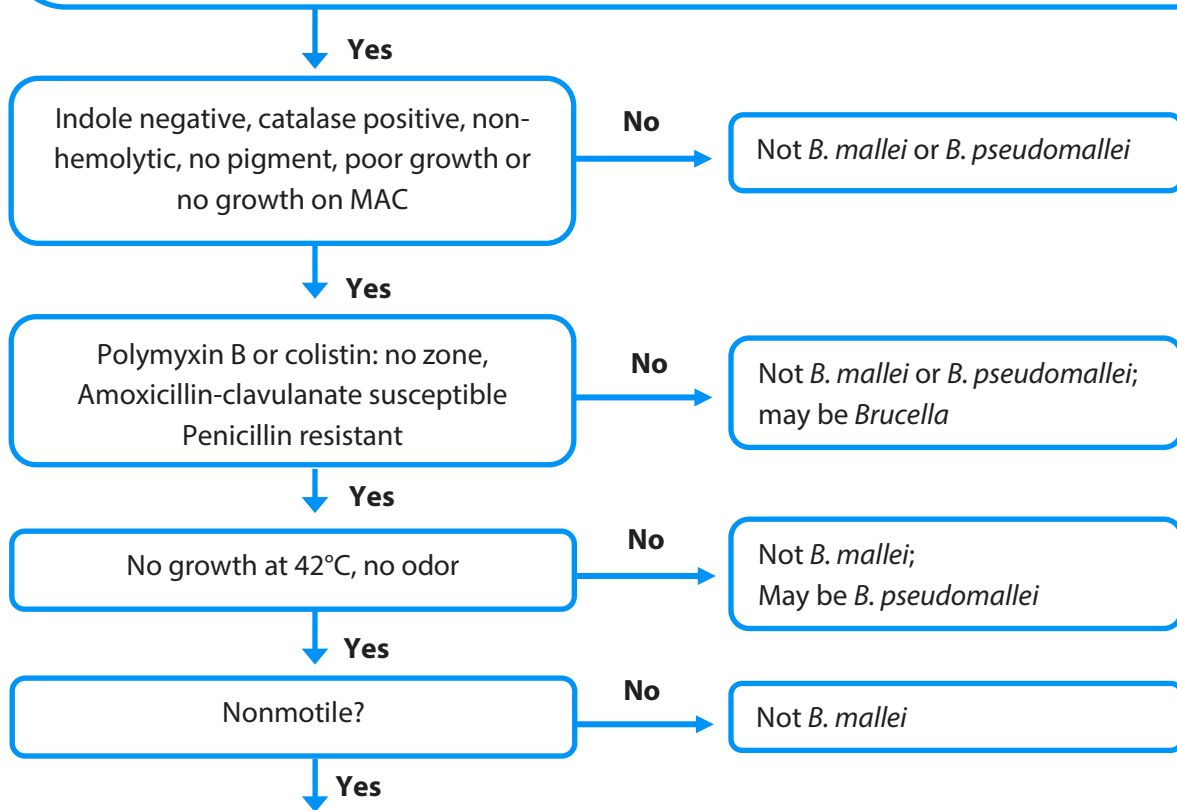 Yes
Indole negative, catalase positive, non-
hemolytic, no pigment, poor growth or
no growth on MAC
No
Not B. mallei or B. pseudomallei
Yes
Polymyxin B or colistin: no zone,
Amoxicillin-clavulanate susceptible
Penicillin resistant
No
Not B. mallei or B. pseudomallei;
may be Brucella
Yes
No growth at 42°C, no odor
No
Not B. mallei;
May be B. pseudomallei
Yes
Nonmotile?
No
Not B. mallei
Yes